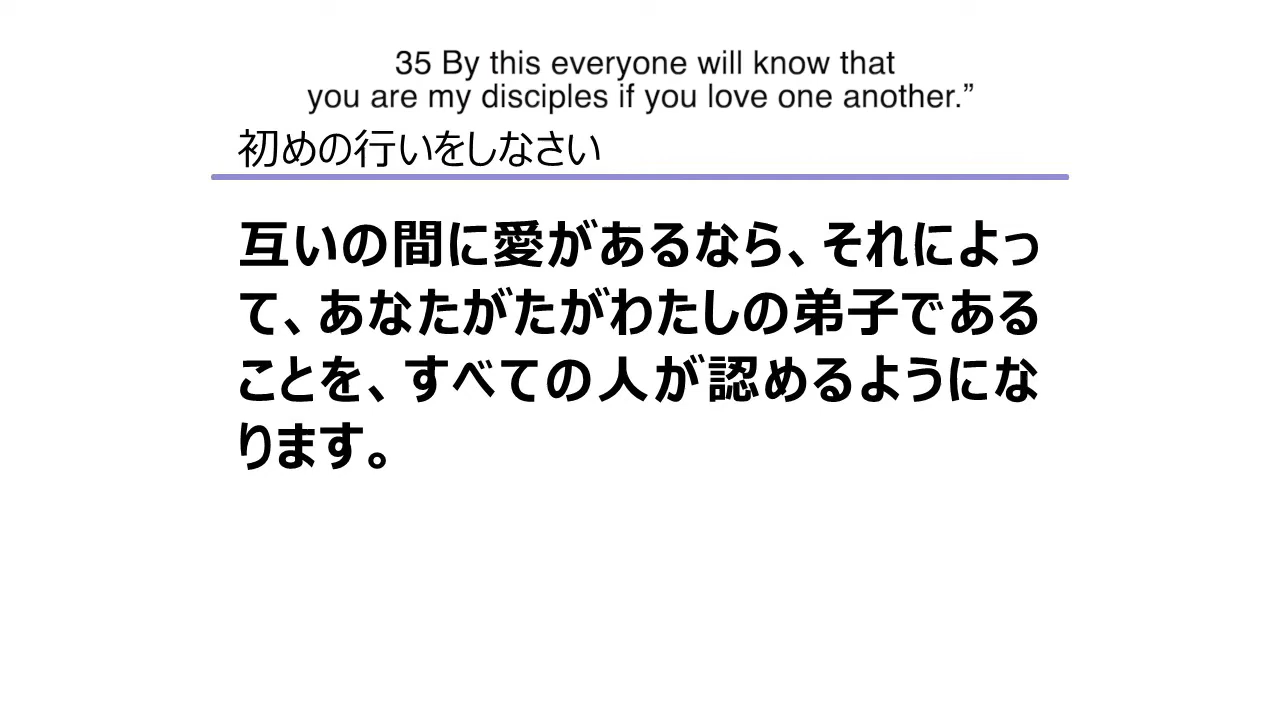 35 By this everyone will know that
you are my disciples if you love one another.”
初めの行いをしなさい
互いの間に愛があるなら、それによっ
て、あなたがたがわたしの弟子である
ことを、すべての人が認めるようにな
ります。